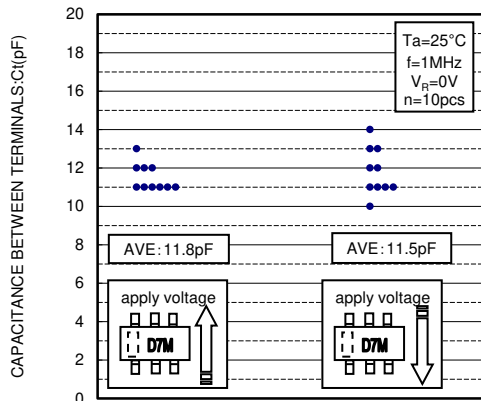 CAPACITANCE BETWEEN TERMINALS:Ct(pF)
20
18
16
14
12
10
8
6
4
2
0
Ta=25°C
f=1MHz
VR=0V
n=10pcs
AVE:11.8pF
AVE:11.5pF
apply voltage
D7M
apply voltage
D7M